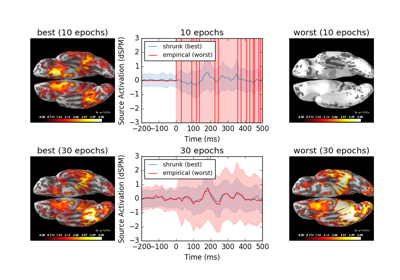 best (10 epochs)
10 epochs
worst (10 epochs)
Source Activation (dSPM)
3
2
1
0
−1
−2
−3
shrunk (best)
empirical (worst)
−200−100 0 100 200 300 400 500
Time (ms)
best (30 epochs)
30 epochs
worst (30 epochs)
Source Activation (dSPM)
3
2
1
0
−1
−2
−3
shrunk (best)
empirical (worst)
−200−100 0 100 200 300 400 500
Time (ms)